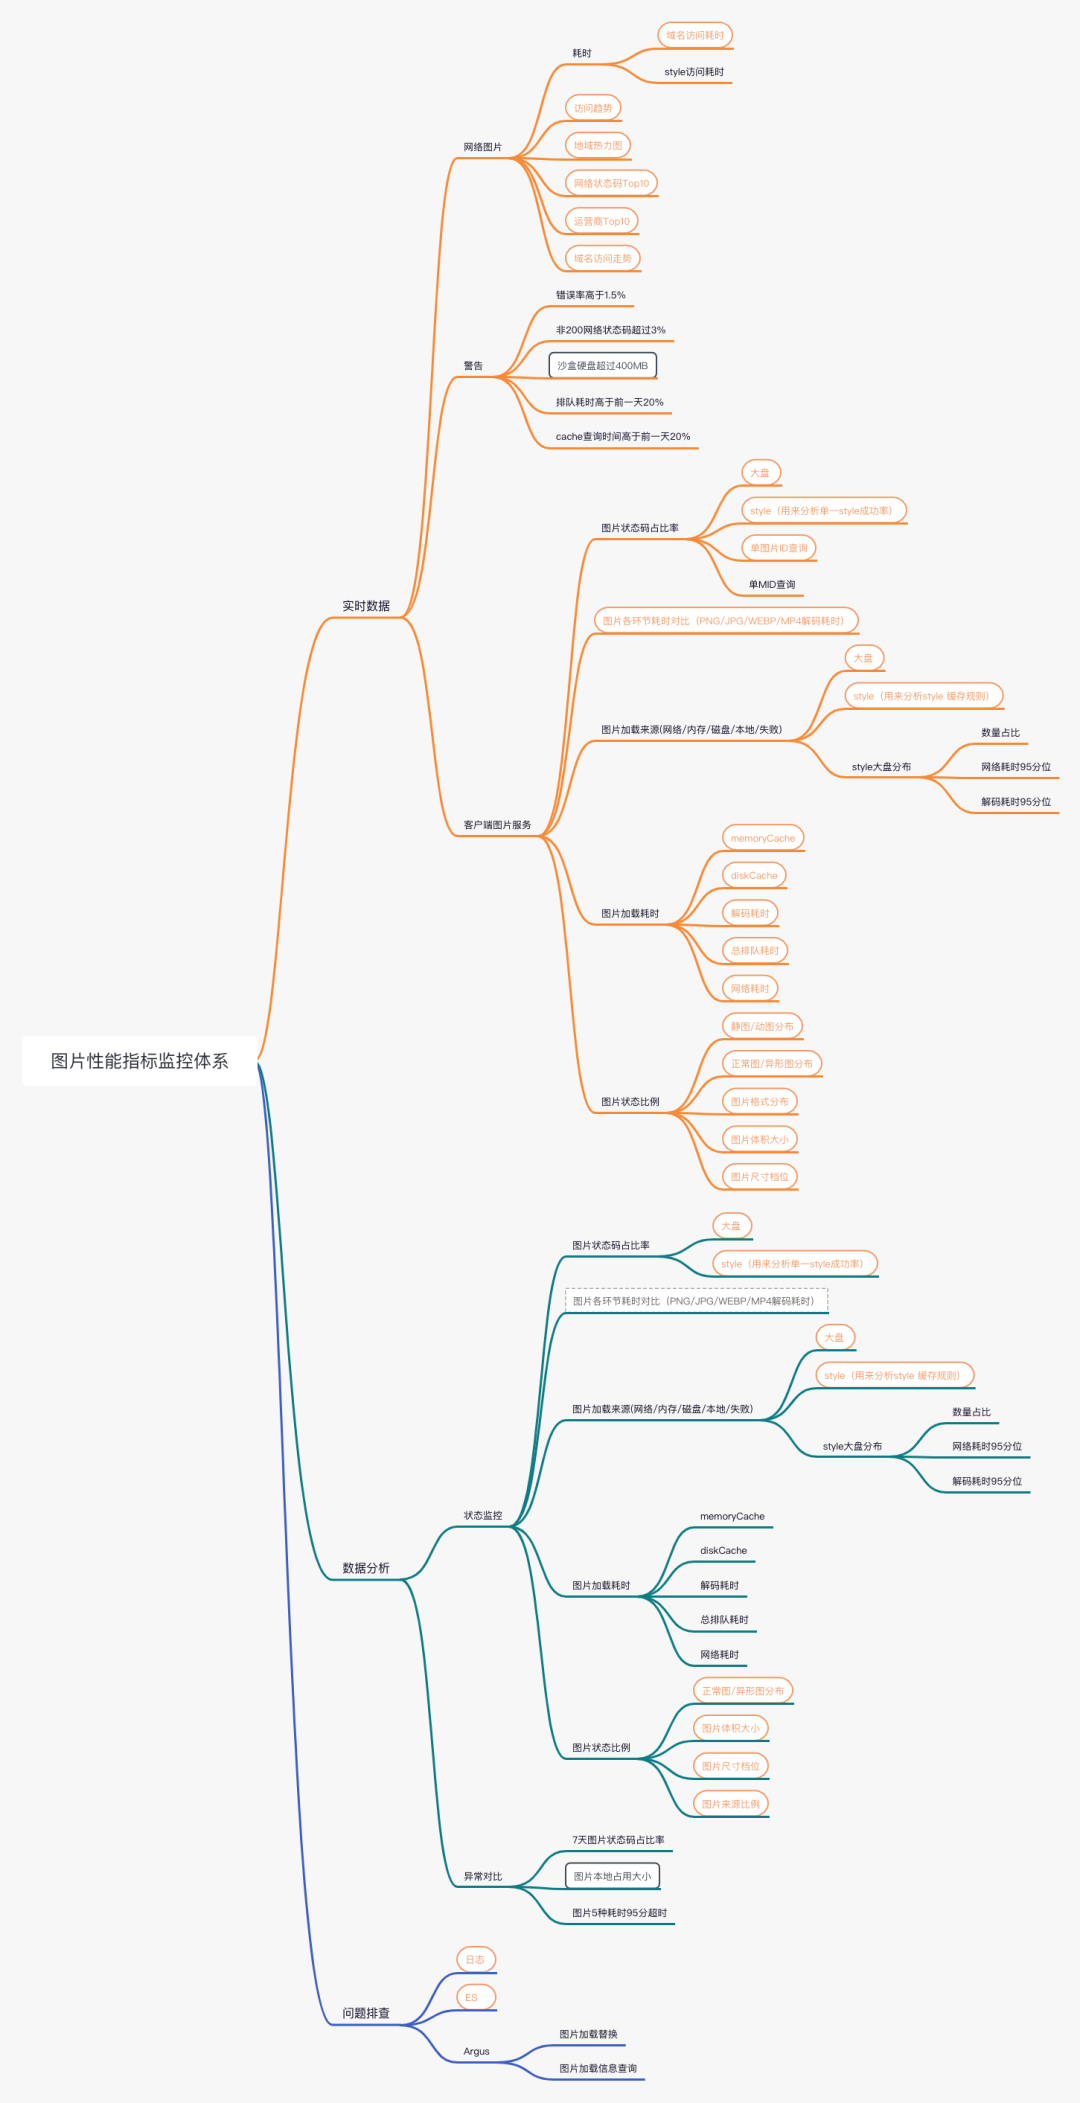 域名访问耗时
耗时
style访问耗时
访问趋势
地域热力图
网络图片
网络状态码Top10
运营商Top10
域名访问走势
错误率高于1.5%
非200网络状态码超过3%
警告
沙盒硬盘超过400MB
排队耗时高于前一天20%
cache查询时间高于前一天20%
大盘
style（用来分析单一style成功率）
图片状态码占比率
单图片ID查询
单MID查询
实时数据
图片各环节耗时对比（PNG/JPG/WEBP/MP4解码耗时）
大盘
style（用来分析style 缓存规则）
图片加载来源(网络/内存/磁盘/本地/失败)
数量占比
style大盘分布
网络耗时95分位
解码耗时95分位
客户端图片服务
memoryCache
diskCache
图片加载耗时
解码耗时
总排队耗时
网络耗时
静图/动图分布
正常图/异形图分布
图片性能指标监控体系
图片状态比例
图片格式分布
图片体积大小
图片尺寸档位
大盘
图片状态码占比率
style（用来分析单一style成功率）
图片各环节耗时对比（PNG/JPG/WEBP/MP4解码耗时）
大盘
style（用来分析style 缓存规则）
图片加载来源(网络/内存/磁盘/本地/失败)
数量占比
style大盘分布
网络耗时95分位
解码耗时95分位
状态监控
memoryCache
diskCache
数据分析
图片加载耗时
解码耗时
总排队耗时
网络耗时
正常图/异形图分布
图片体积大小
图片状态比例
图片尺寸档位
图片来源比例
7天图片状态码占比率
异常对比
图片本地占用大小
图片5种耗时95分超时
日志
ES
问题排查
图片加载替换
Argus
图片加载信息查询